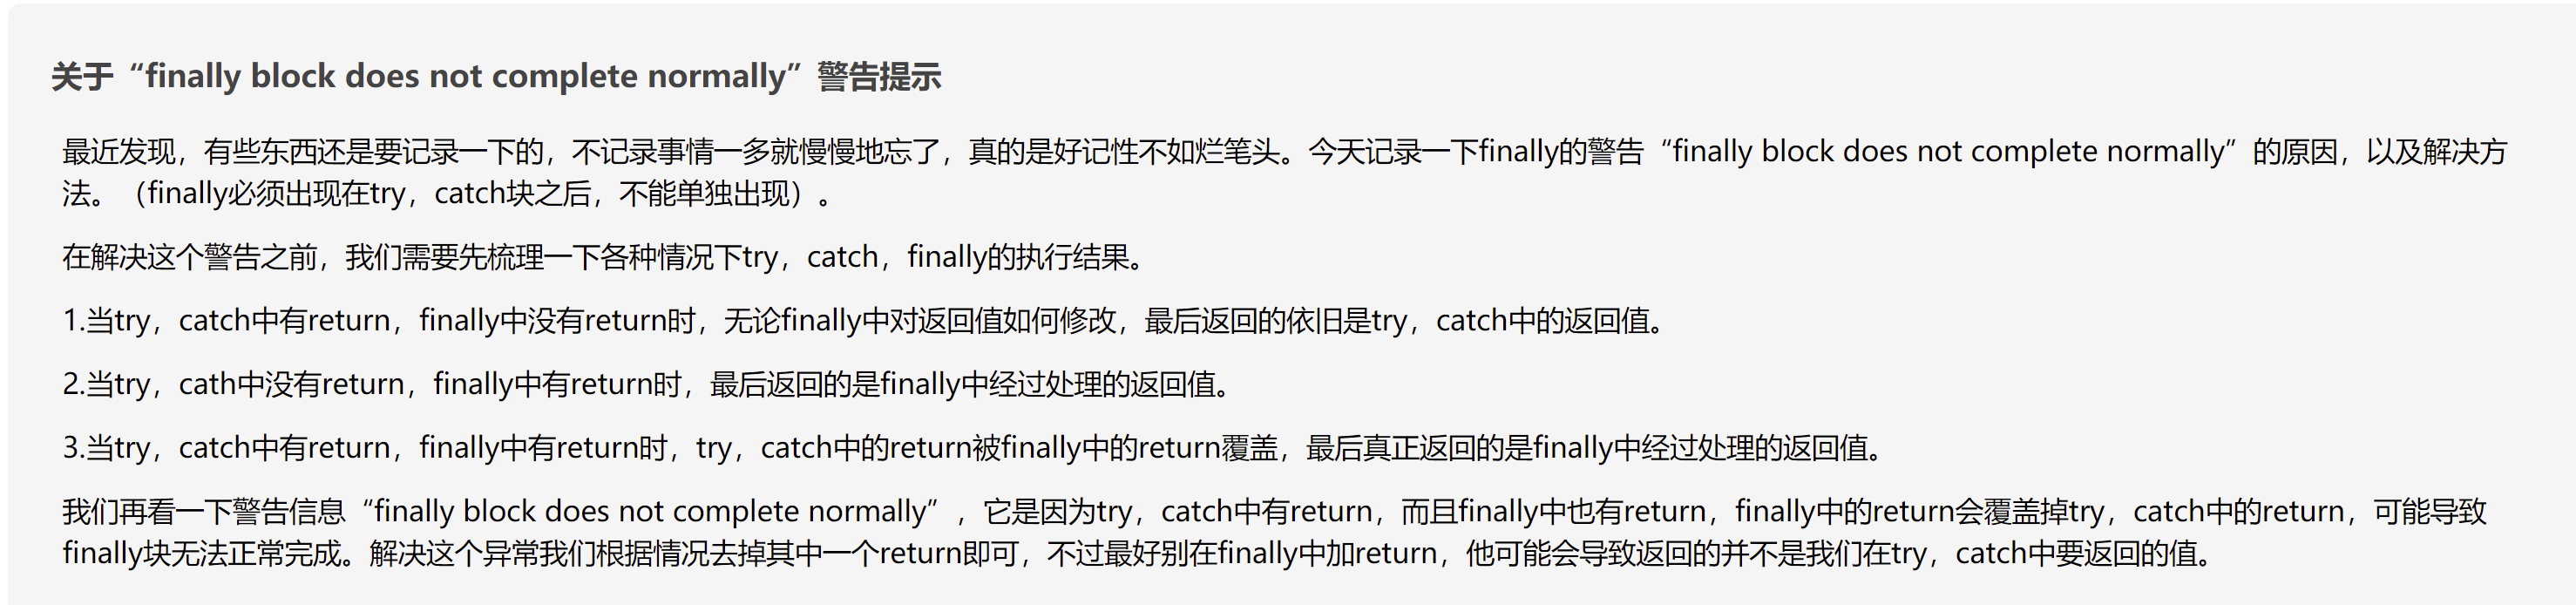 关于“finally block does not complete normally”警告提示
最近发现，有些东西还是要记录一下的，不记录事情一多就慢慢地忘了，真的是好记性不如烂笔头。今天记录一下finally的警告“finally block does not complete normally”的原因，以及解决方
法。（finally必须出现在try，catch块之后，不能单独出现）。
在解决这个警告之前，我们需要先梳理一下各种情况下try，catch，finally的执行结果。
1.当try，catch中有return，finally中没有return时，无论finally中对返回值如何修改，最后返回的依旧是try，catch中的返回值。
2.当try，cath中没有return，finally中有return时，最后返回的是finally中经过处理的返回值。
3.当try，catch中有return，finally中有return时，try，catch中的return被finally中的return覆盖，最后真正返回的是finally中经过处理的返回值。
我们再看一下警告信息“finally block does not complete normally”，它是因为try，catch中有return，而且finally中也有return，finally中的return会覆盖掉try，catch中的return，可能导致
finally块无法正常完成。解决这个异常我们根据情况去掉其中一个return即可，不过最好别在finally中加return，他可能会导致返回的并不是我们在try，catch中要返回的值。